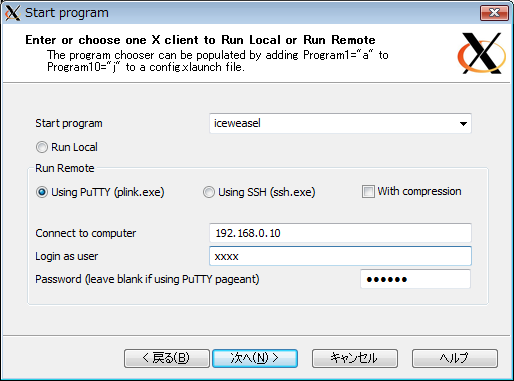 Start program
Enter or choose one X client to Run Local or Run Remote
The program chooser can be populated by adding Program1="a" to
Program10="j" to a config.xlaunch file.
Start program
iceweasel
Run Local
Run Remote
Using PuTTY (plink.exe)
Using SSH (ssh.exe)
With compression
Connect to computer
192.168.0.10
Login as user
xxxx
Password (leave blank if using PuTTY pageant)
●●●●●●
< 戻る(B)
次へ(N) >
キャンセル
ヘルプ